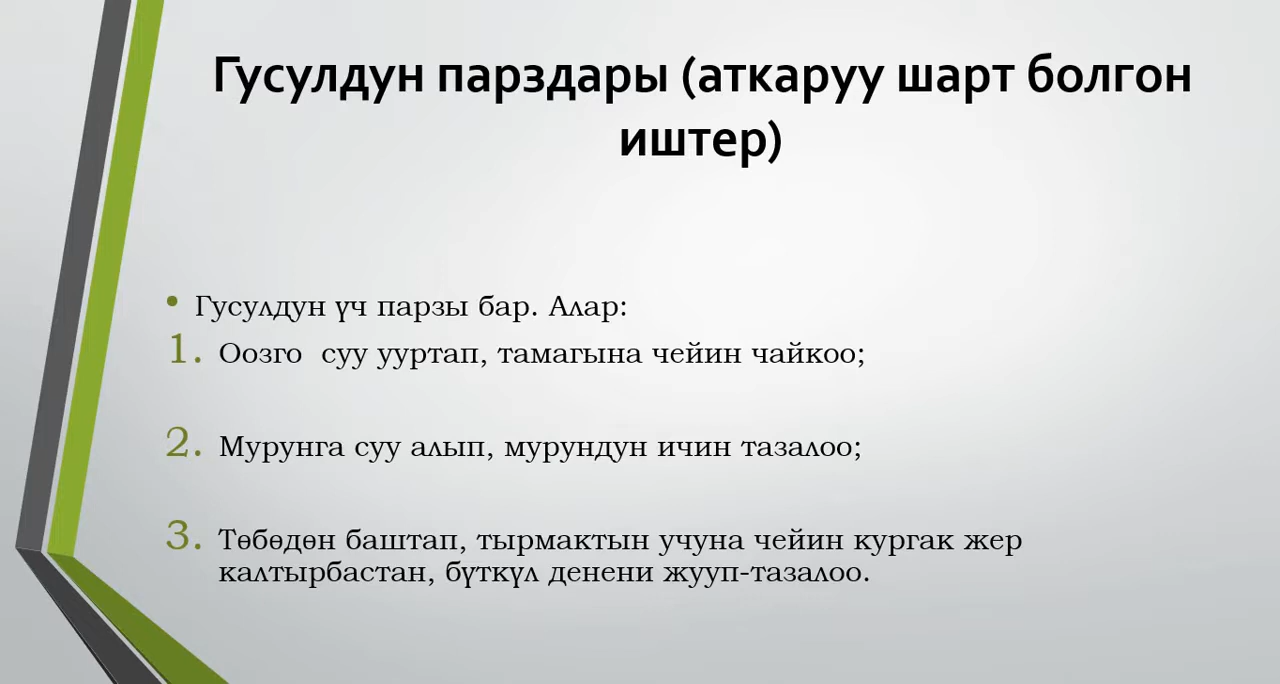 Гусулдун парздары (аткаруу шарт болгон
иштер)
• Гусулдун үч парзы бар. Алар:
1. Оозго суу ууртап, тамагына чейин чайкоо;
2. Мурунга суу алып, мурундун ичин тазалоо;
3. Төбөдөн баштап, тырмактын учуна чейин кургак жер
калтырбастан, бүткүл денени жууп-тазалоо.